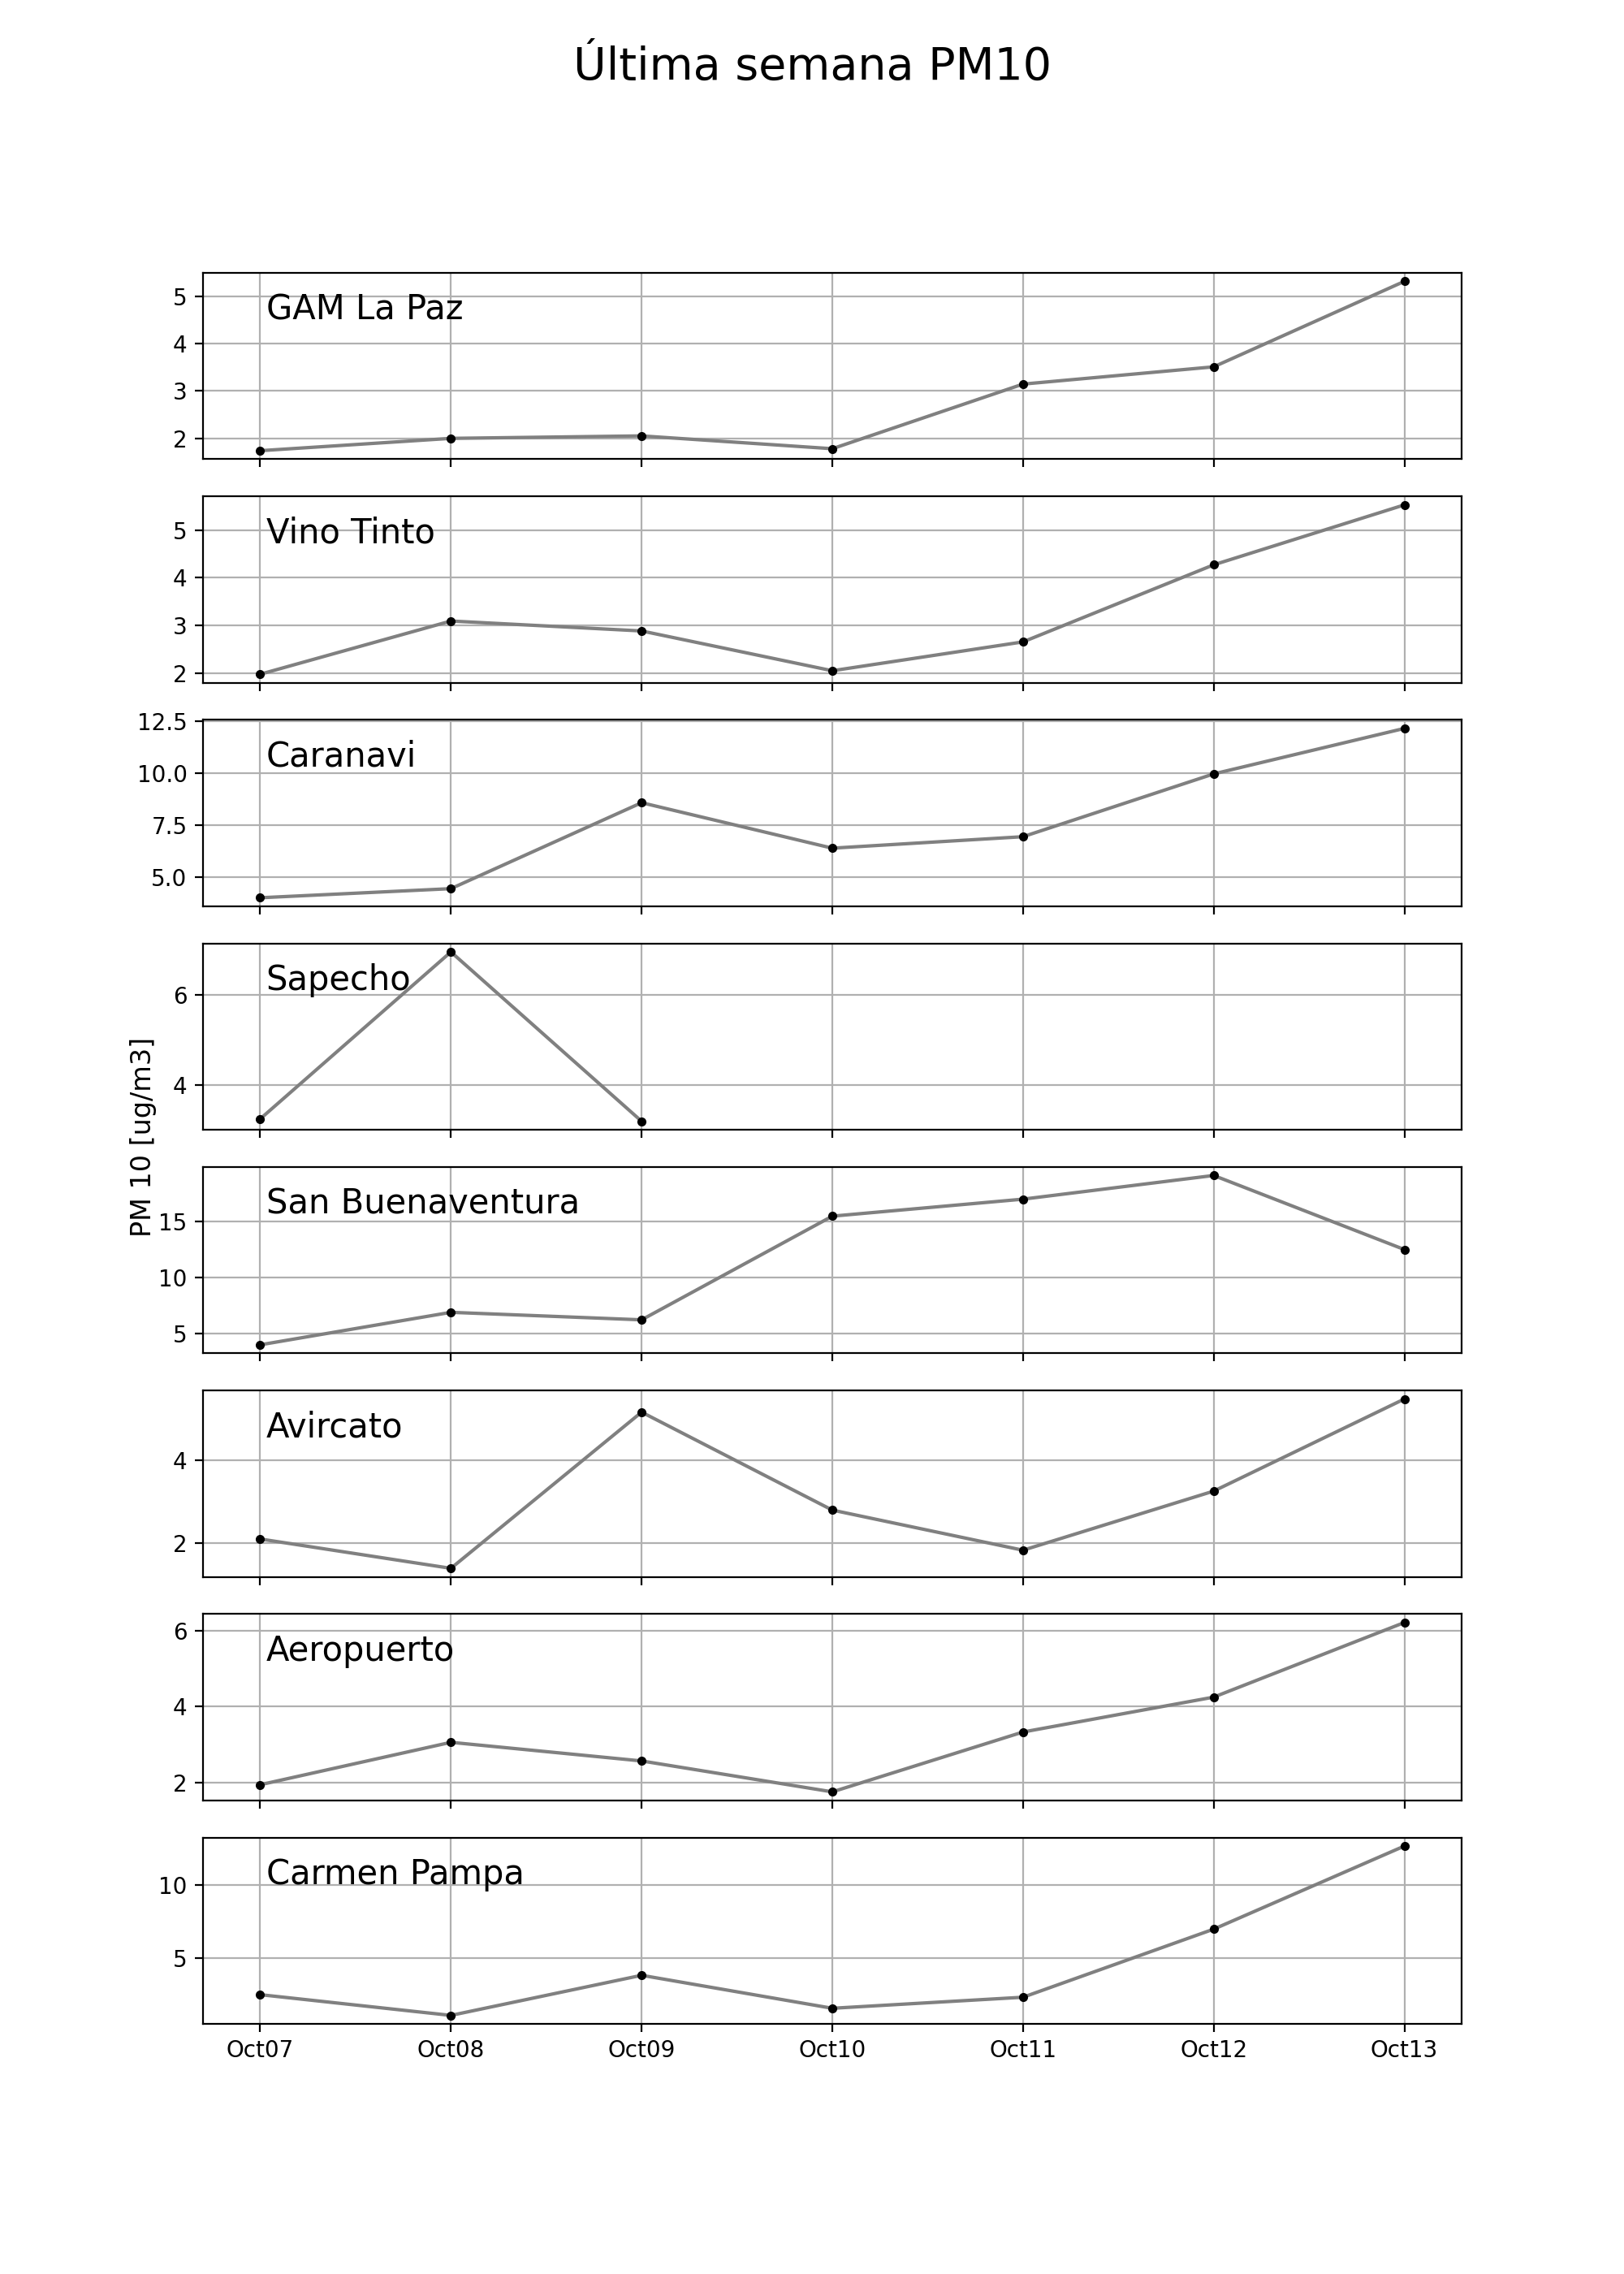 Última semana PM10
GAM La Paz
5
4
3
2
Vino Tinto
5
4
3
2
Caranavi
12.5
10.0
7.5
5.0
Sapecho
6
4
PM 10 [ug/m3]
San Buenaventura
15
10
5
Avircato
4
2
Aeropuerto
6
4
2
Carmen Pampa
10
5
Oct07 Oct08 Oct09 Oct10 Oct11 Oct12 Oct13